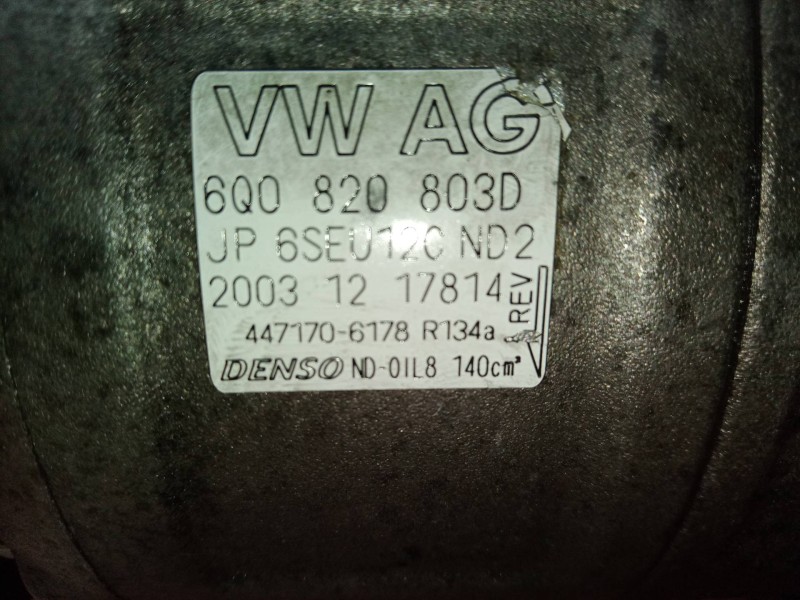 VW AG
6Q0 820 803D
JP 6SEU12C ND2
2003 12 17814
REV
447170-6178 R134a
DENSO ND-OIL8 140cm³